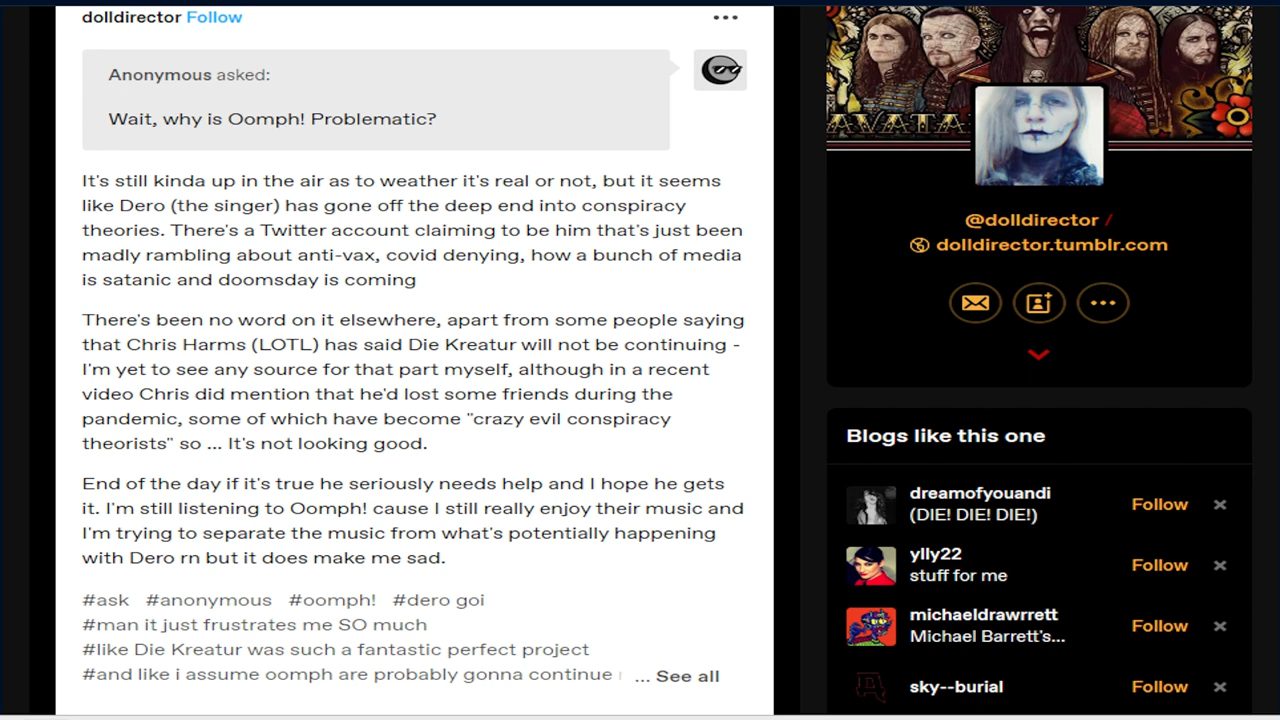 dolldirector Follow
Anonymous asked:
Wait, why is Oomph! Problematic?
It's still kinda up in the air as to weather it's real or not, but it seems
like Dero (the singer) has gone off the deep end into conspiracy
theories. There's a Twitter account claiming to be him that's just been
madly rambling about anti-vax, covid denying, how a bunch of media
is satanic and doomsday is coming
There's been no word on it elsewhere, apart from some people saying
that Chris Harms (LOTL) has said Die Kreatur will not be continuing -
I'm yet to see any source for that part myself, although in a recent
video Chris did mention that he'd lost some friends during the
pandemic, some of which have become "crazy evil conspiracy
theorists" so ... It's not looking good.
End of the day if it's true he seriously needs help and I hope he gets
it. I'm still listening to Oomph! cause I still really enjoy their music and
I'm trying to separate the music from what's potentially happening
with Dero rn but it does make me sad.
#ask #anonymous #oomph! #dero goi
#man it just frustrates me SO much
#like Die Kreatur was such a fantastic perfect project
#and like i assume oomph are probably gonna continue ... See all
AVATA
@dolldirector /
dolldirector.tumblr.com
Blogs like this one
dreamofyouandi
(DIE! DIE! DIE!)
Follow
ylly22
stuff for me
Follow
michaeldrawrrett
Michael Barrett's...
Follow
sky--burial
Follow